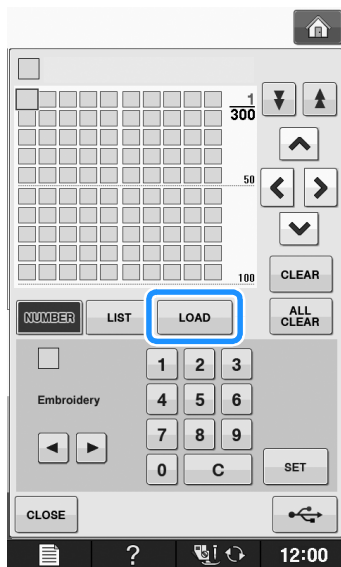 1
300
50
100
CLEAR
NUMBER LIST LOAD
ALL
CLEAR
1 2 3
Embroidery
4 5 6
7 8 9
0 C SET
CLOSE
? 12:00